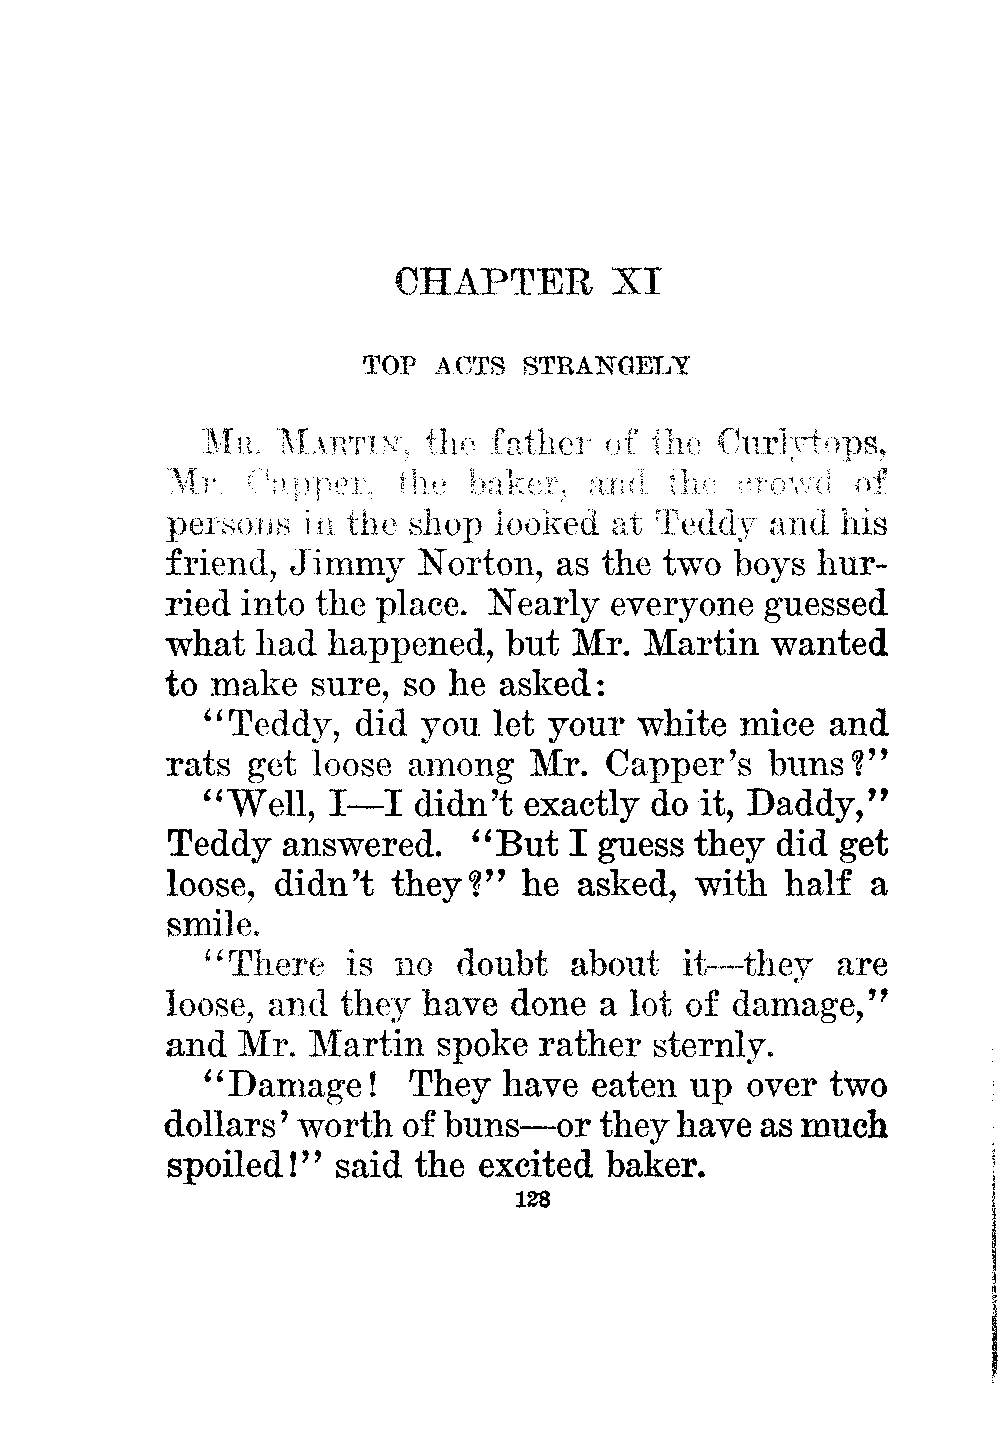 CHAPTER XI
TOP ACTS STRANGELY
Mr. Martin, the father of the Curlytops,
Mr. Capper, the baker, and the crowd of
persons in the shop looked at Teddy and his
friend, Jimmy Norton, as the two boys hur-
ried into the place. Nearly everyone guessed
what had happened, but Mr. Martin wanted
to make sure, so he asked:
“Teddy, did you let your white mice and
rats get loose among Mr. Capper’s buns?”
“Well, I—I didn’t exactly do it, Daddy,”
Teddy answered. “But I guess they did get
loose, didn’t they?” he asked, with half a
smile.
“There is no doubt about it—they are
loose, and they have done a lot of damage,”
and Mr. Martin spoke rather sternly.
“Damage! They have eaten up over two
dollars’ worth of buns—or they have as much
spoiled!” said the excited baker.
128